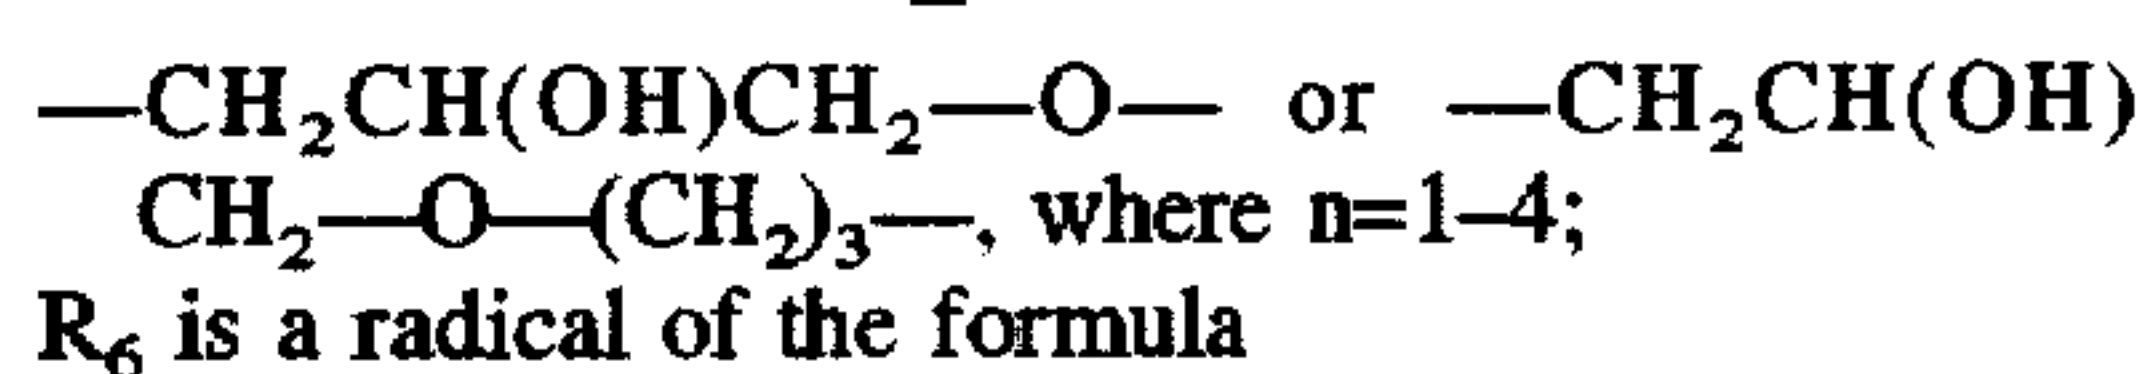 —CH₂CH(OH)CH₂—O— or —CH₂CH(OH)
CH₂—O—(CH₂)₃—, where n=1–4;
R₆ is a radical of the formula